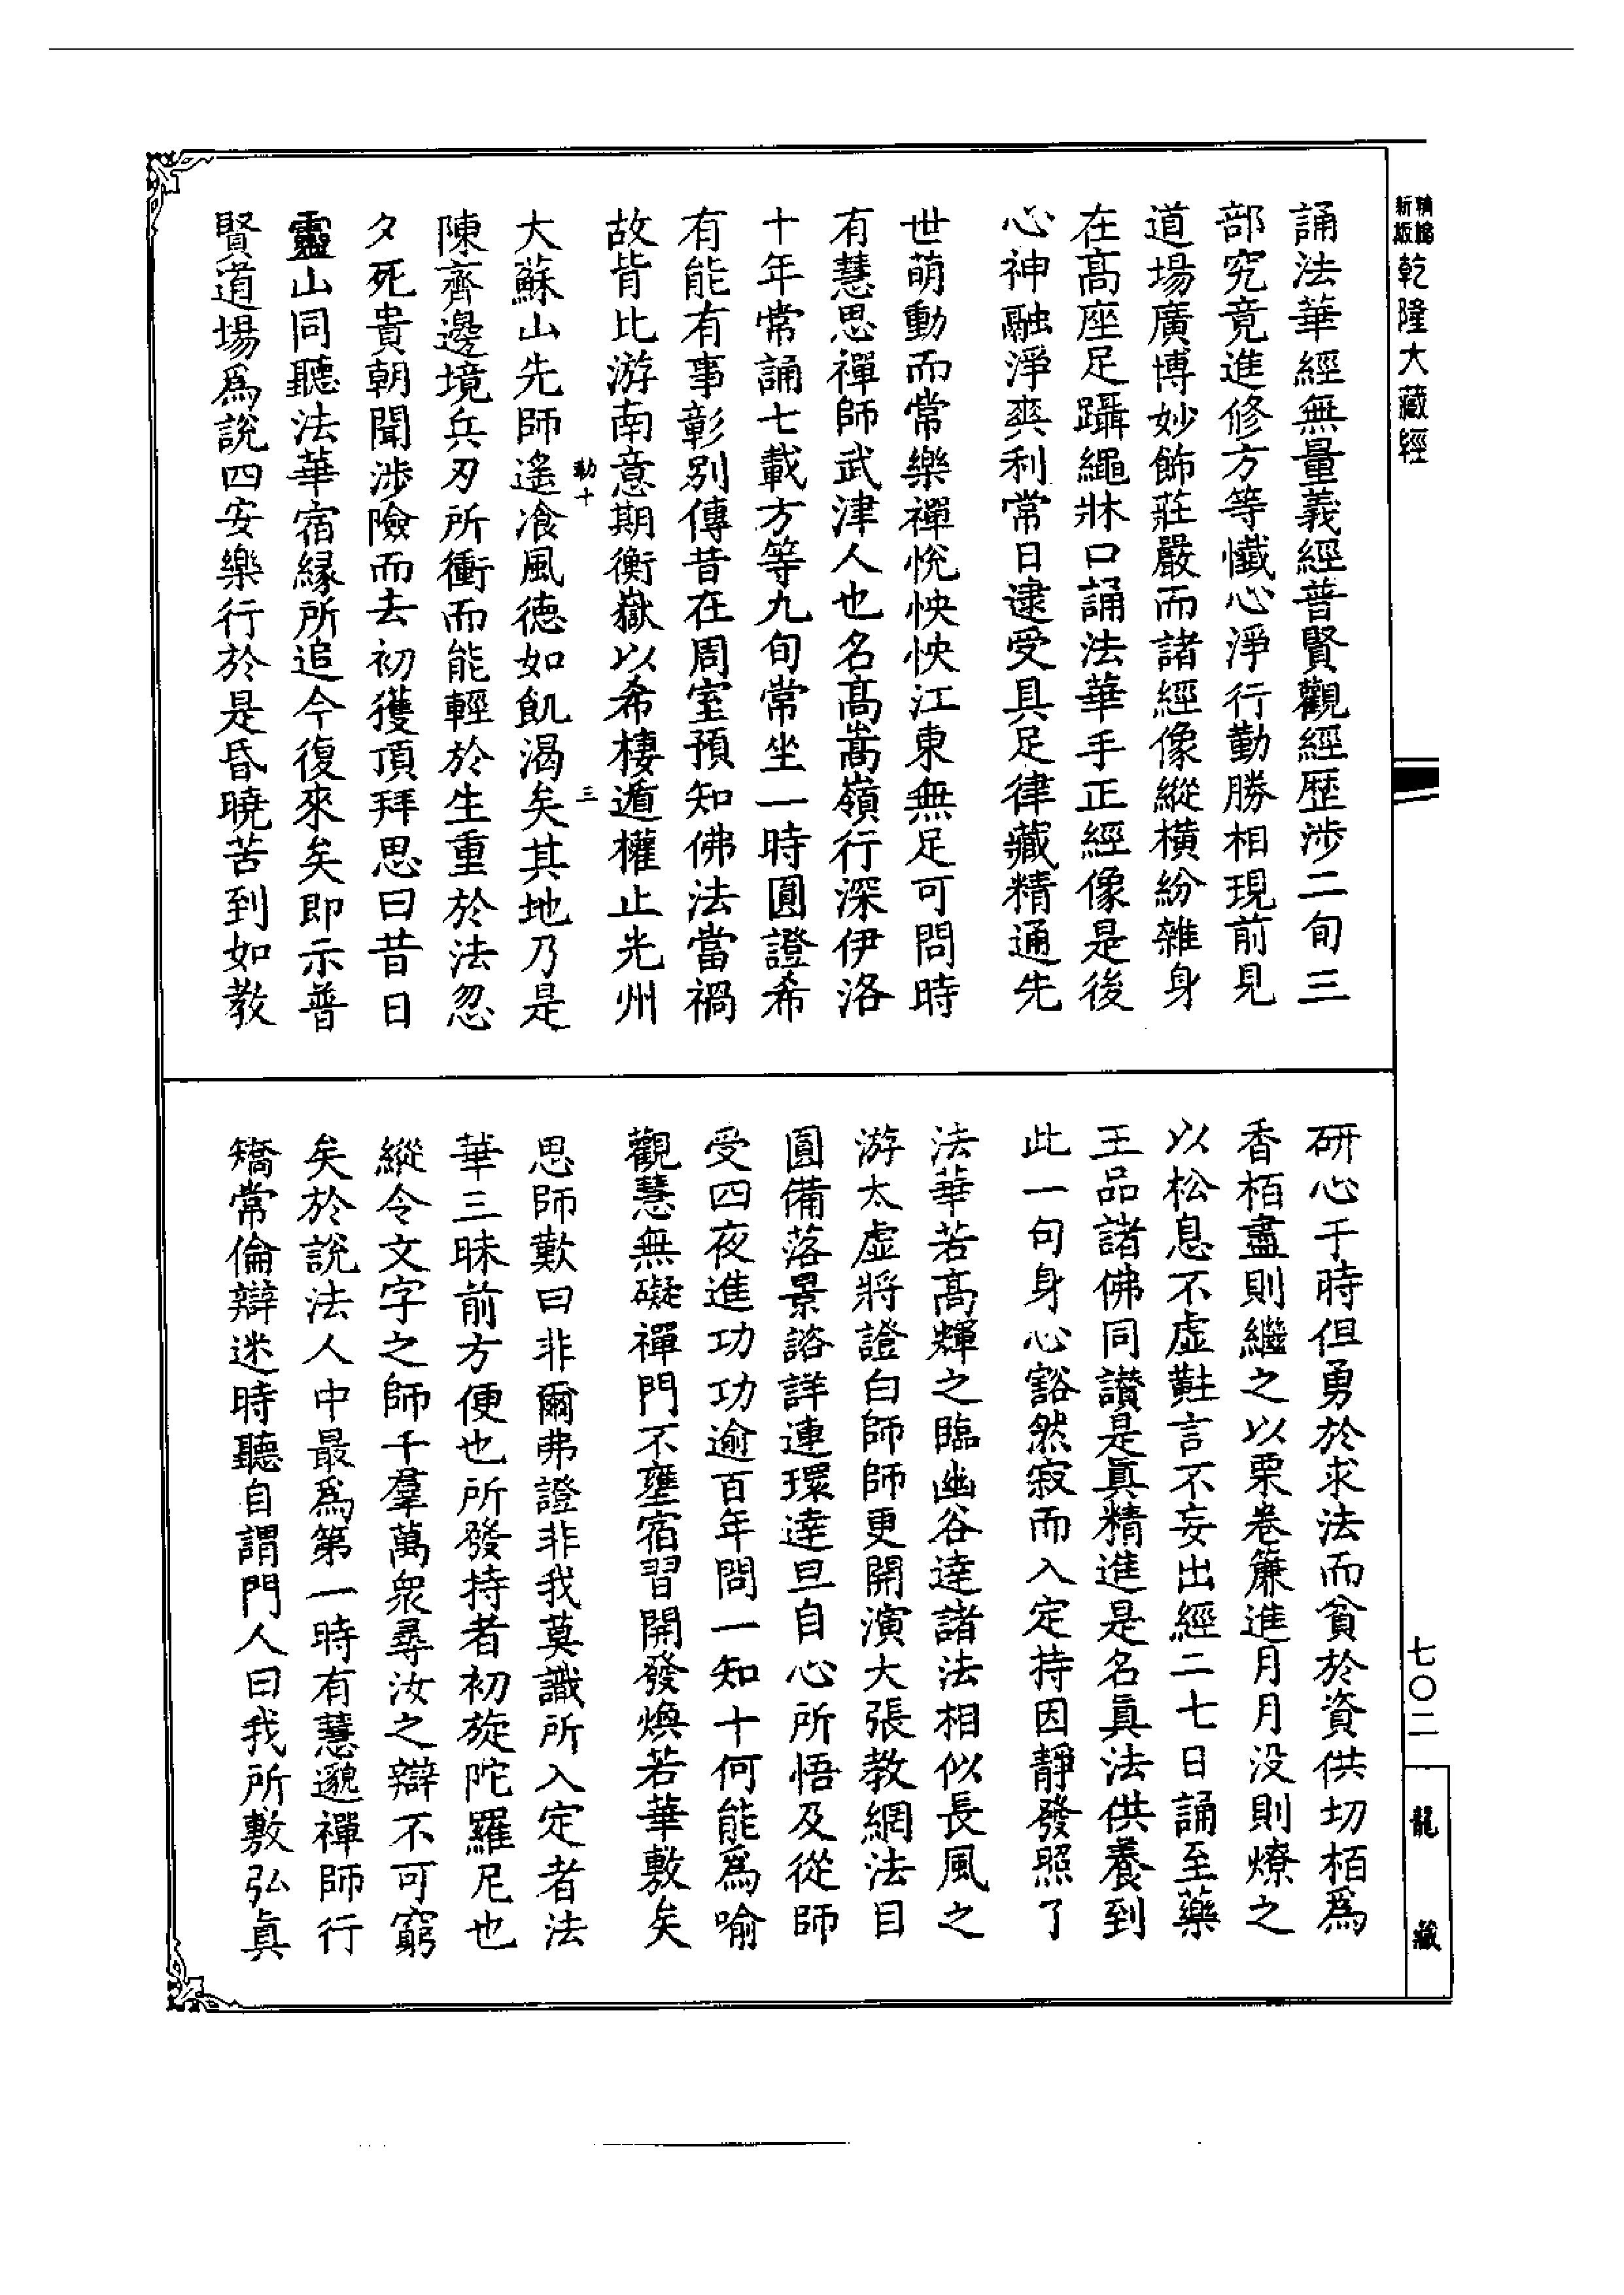 新版
精縮
乾隆大藏經
誦法華經無量義經普賢觀經歷涉二旬三
部究竟進修方等懺心淨行勤勝相現前見
道場廣博妙飾莊嚴而諸經像縱橫紛雜身
在高座足躡繩牀口誦法華手正經像是後
心神融淨爽利常日逮受具足律藏精通先
世萌動而常樂禪悅怏怏江東無足可問時
有慧思禪師武津人也名高嵩嶺行深伊洛
十年常誦七載方等九旬常坐一時圓證希
有能有事彰別傳昔在周室預知佛法當禍
故背比游南意期衡嶽以希棲遁權止光州
大蘇山先師遙飡風德如飢渴矣其地乃是
勤十
三
陳齊邊境兵刃所衝而能輕於生重於法忽
夕死貴朝聞涉險而去初獲頂拜思曰昔日
靈山同聽法華宿緣所追今復來矣即示普
賢道場爲說四安樂行於是昏曉苦到如教
研心于時但勇於求法而貧於資供切栢爲
香栢盡則繼之以栗卷簾進月月没則燎之
以松息不虛黈言不妄出經二七日誦至藥
王品諸佛同讚是真精進是名真法供養到
此一句身心豁然寂而入定持因靜發照了
法華若高輝之臨幽谷達諸法相似長風之
游太虛將證白師師更開演大張教網法目
圓備落景諮詳連環達旦自心所悟及從師
受四夜進功功逾百年問一知十何能爲喻
觀慧無礙禪門不壅宿習開發煥若華敷矣
思師歎曰非爾弗證非我莫識所入定者法
華三昧前方便也所發持者初旋陀羅尼也
縱令文字之師千羣萬衆尋汝之辯不可窮
矣於說法人中最爲第一時有慧邈禪師行
矯常倫辯迷時聽自謂門人曰我所敷弘真
七〇二
龍藏